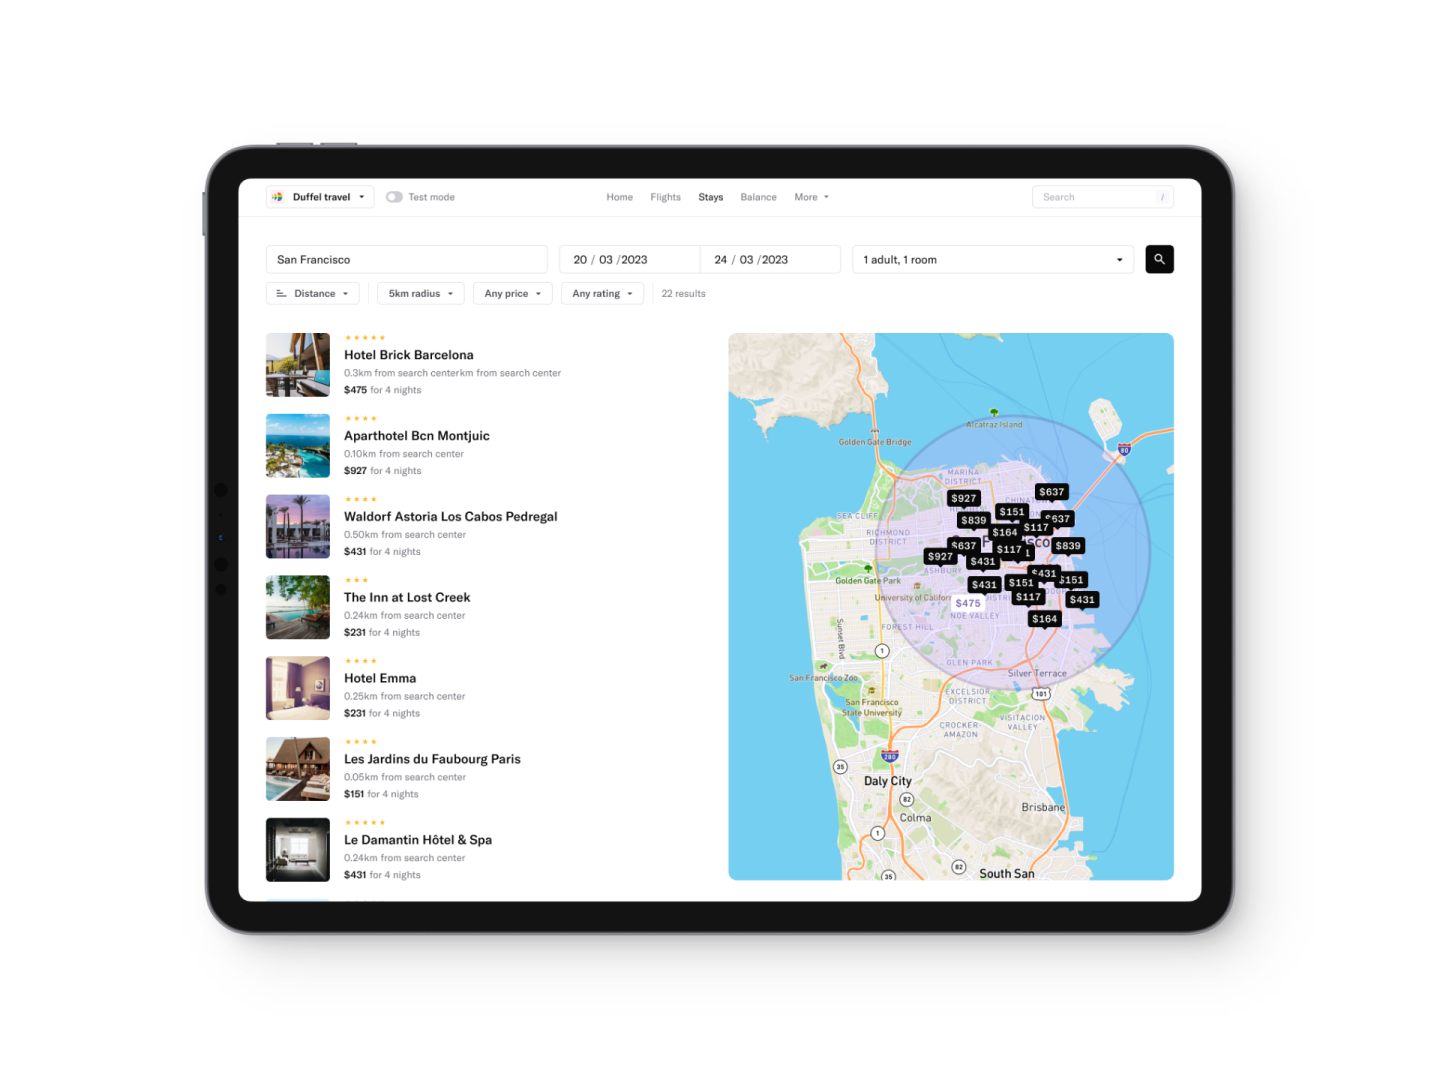 Duffel travel
Test mode
Home
Flights
Stays
Balance
More
Search
/
San Francisco
20 / 03 /2023
24 / 03 /2023
1 adult, 1 room
Distance
5km radius
Any price
Any rating
22 results
Hotel Brick Barcelona
0.3km from search centerkm from search center
$475 for 4 nights
Aparthotel Bcn Montjuic
0.10km from search center
$927 for 4 nights
Waldorf Astoria Los Cabos Pedregal
0.50km from search center
$431 for 4 nights
The Inn at Lost Creek
0.24km from search center
$231 for 4 nights
Hotel Emma
0.25km from search center
$231 for 4 nights
Les Jardins du Faubourg Paris
0.05km from search center
$151 for 4 nights
Le Damantin Hôtel & Spa
0.24km from search center
$431 for 4 nights
Alcatraz Island
Golden Gate Bridge
80
MARINA
DISTRICT
$927
$637
SEA CLIFF
$839
$151
$637
RICHMOND
DISTRICT
$164
$117
$927
$637
$117
$839
$431
ASHBURY
Golden Gate Park
$431
$151
$431
$151
University of Califor
$475
$117
$431
NOE VALLEY
$164
FOREST HILL
Sunset Blvd
1
GLEN PARK
Silver Terrace
San Francisco Zoo
101
EXCELSIOR
DISTRICT
San Francisco
State University
VISITACION
VALLEY
CROCKER-
AMAZON
280
35
Daly City
82
Brisbane
Colma
1
82
35
South San